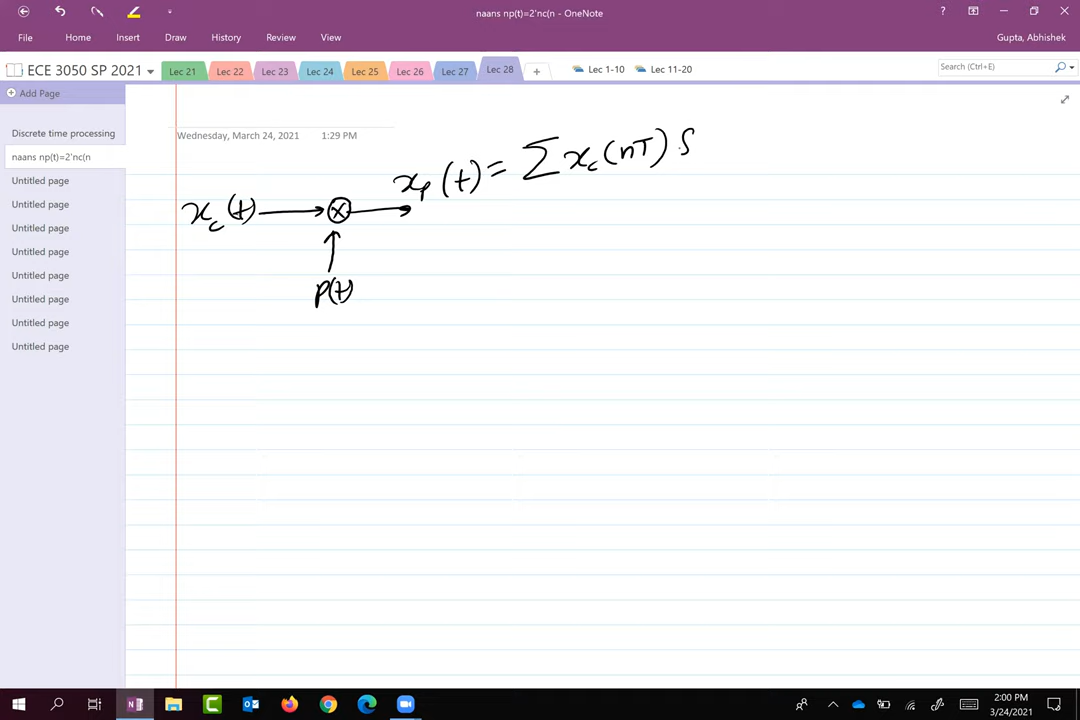 naans np(t)=2'nc(n - OneNote
Gupta, Abhishek
File Home Insert Draw History Review View
ECE 3050 SP 2021 Lec 21 Lec 22 Lec 23 Lec 24 Lec 25 Lec 26 Lec 27 Lec 28 Lec 1-10 Lec 11-20
Search (Ctrl+E)
Add Page
Discrete time processing
naans np(t)=2'nc(n
Untitled page
Untitled page
Untitled page
Untitled page
Untitled page
Untitled page
Untitled page
Untitled page
Wednesday, March 24, 2021 1:29 PM
x_p(t) = ∑ x_c(nT) S
x_c(t) → ⊗ →
↑
p(t)
2:00 PM
3/24/2021